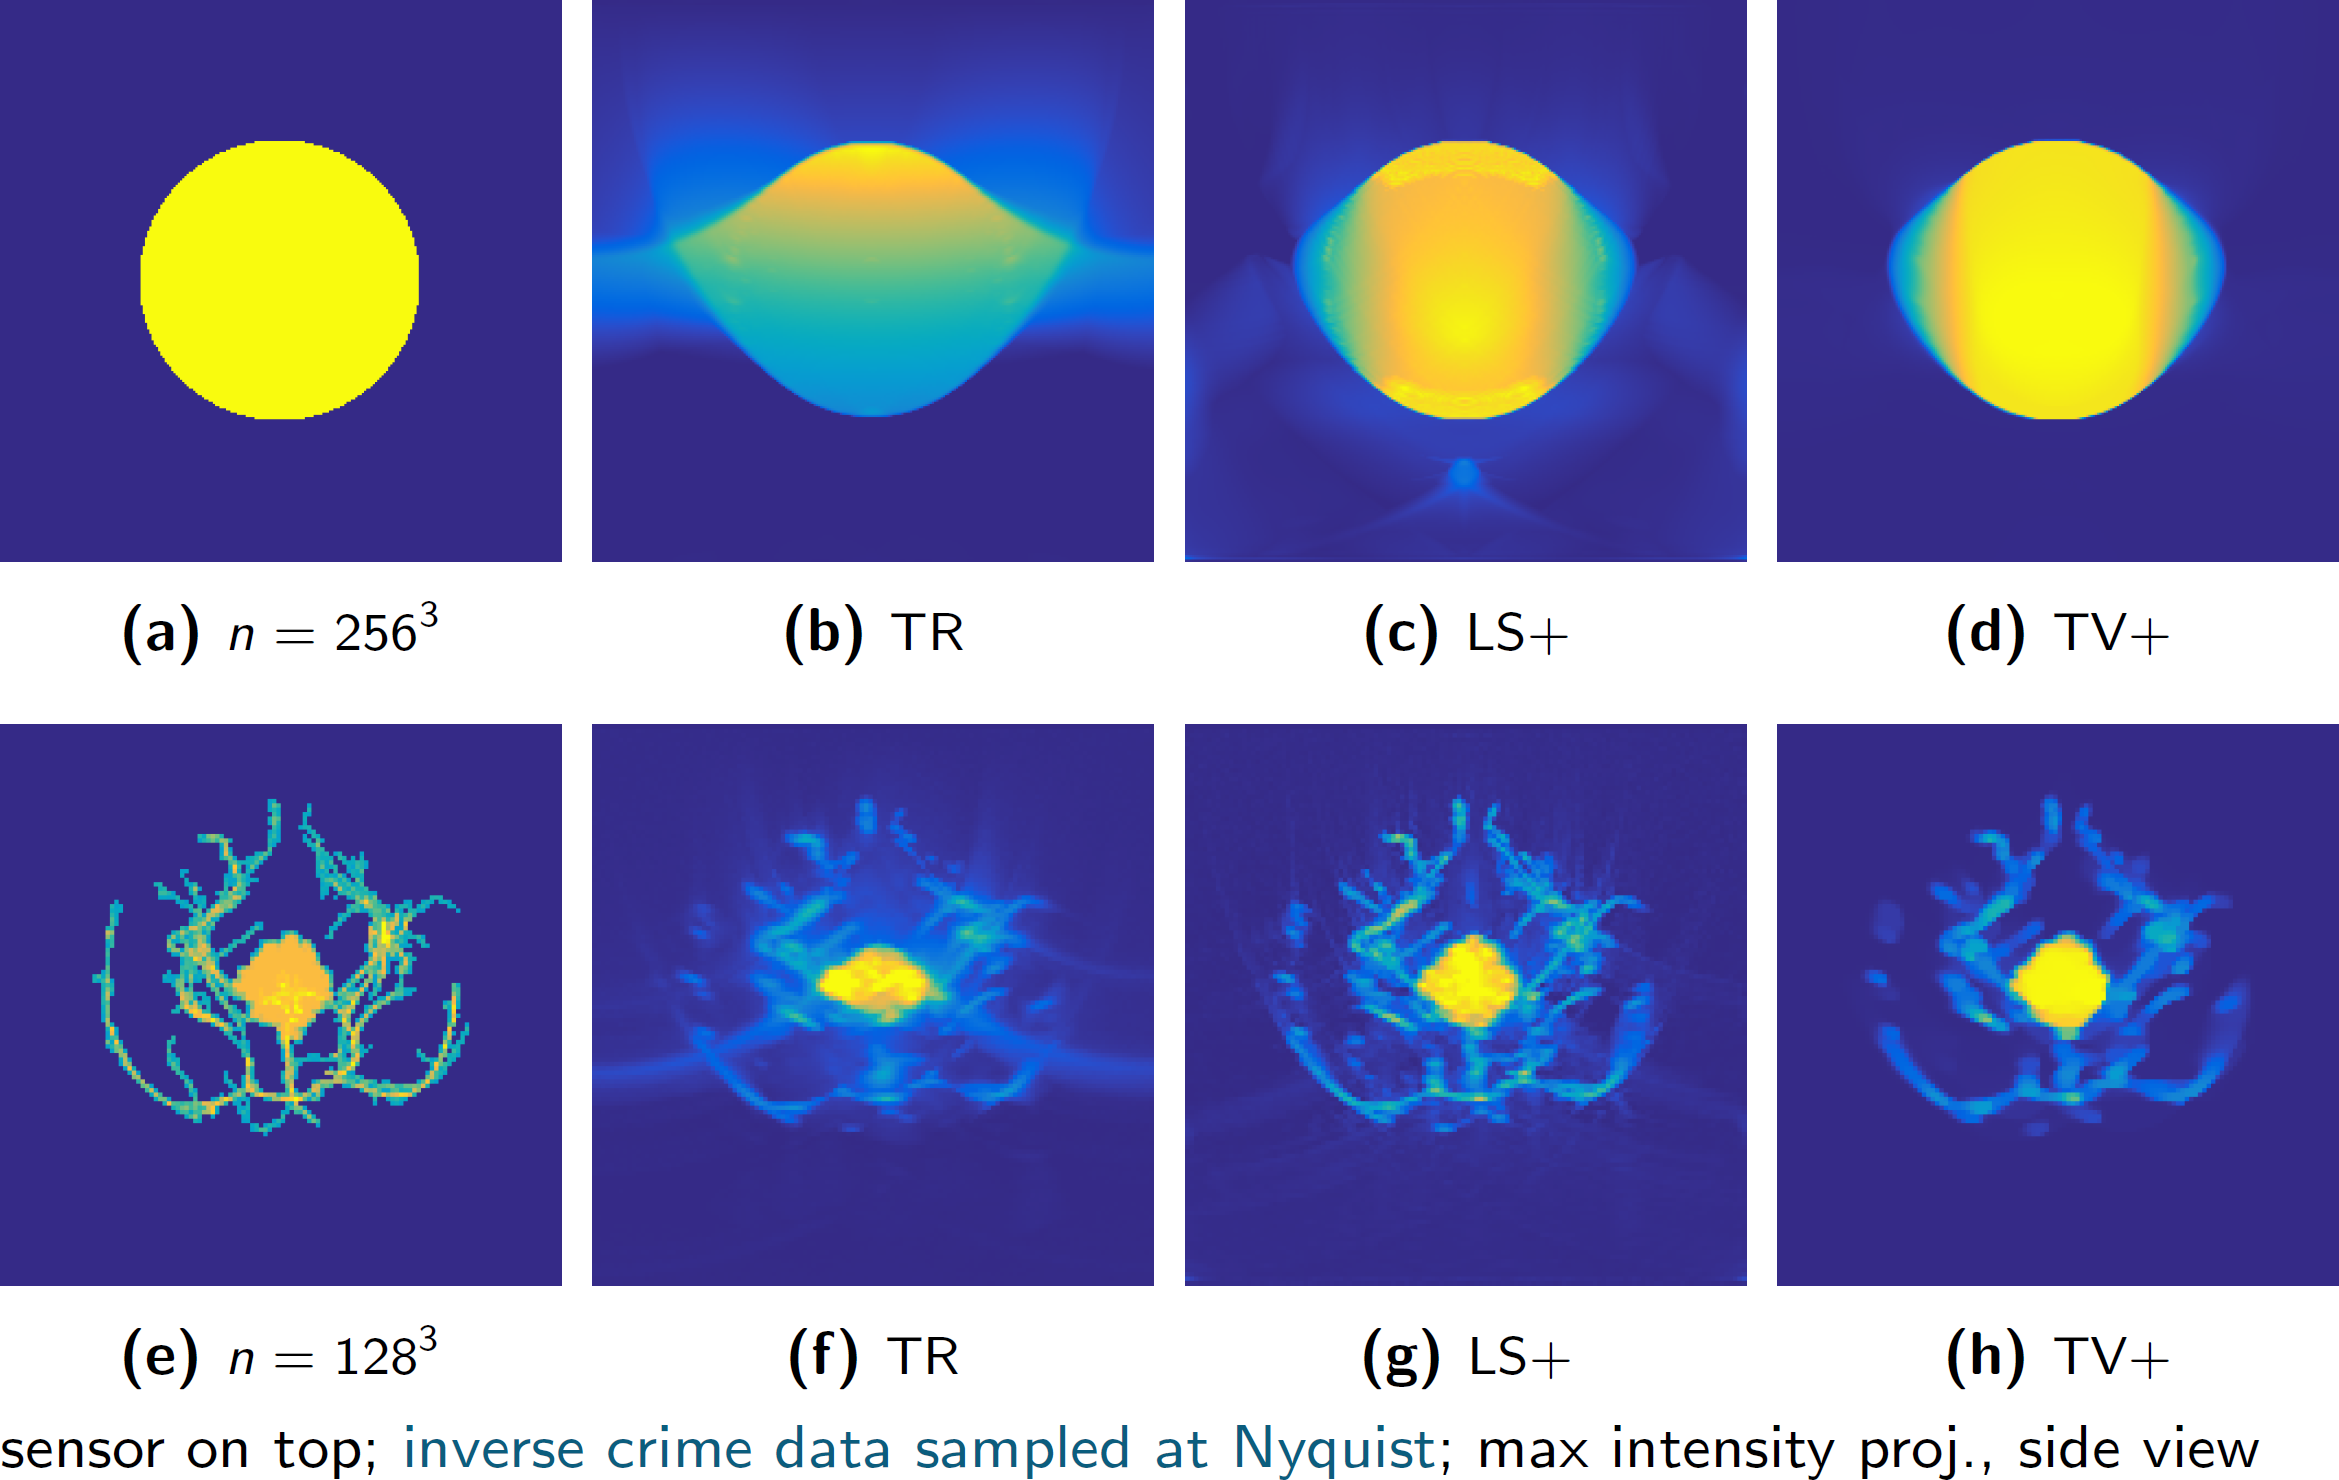 (a) n = 256³ (b) TR (c) LS+ (d) TV+
(e) n = 128³ (f) TR (g) LS+ (h) TV+
sensor on top; inverse crime data sampled at Nyquist; max intensity proj., side view